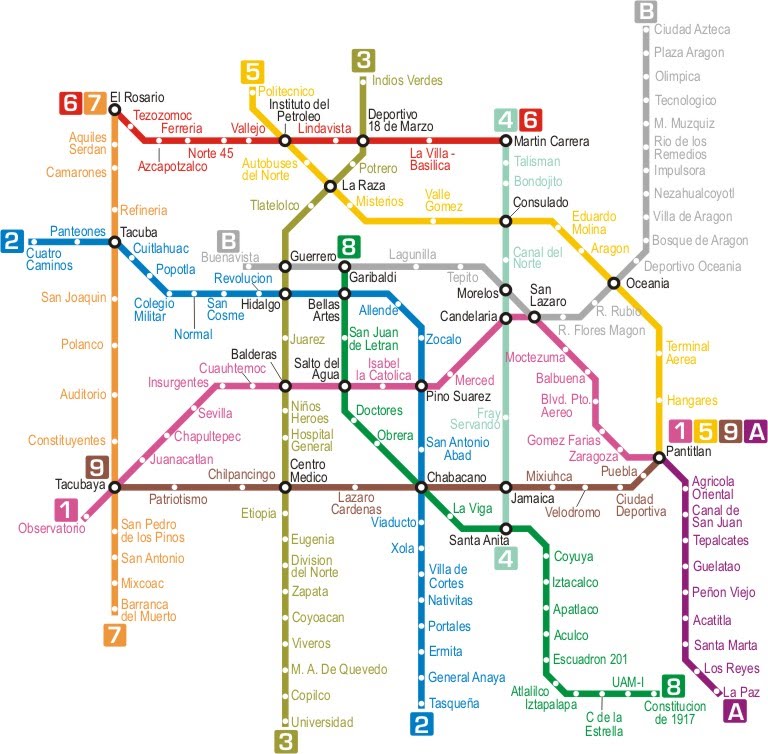 B
Ciudad Azteca
Plaza Aragon
Olimpica
Tecnologico
M. Muzquiz
Rio de los
Remedios
Impulsora
Nezahualcoyotl
Villa de Aragon
Bosque de Aragon
Deportivo Oceania
Oceania
R. Rubio
R. Flores Magon
San
Lazaro
Tepito
Lagunilla
Garibaldi
Guerrero
Buenavista
B
6
7
El Rosario
Tezozomoc
Azcapotzalco
Ferreria
Norte 45
Vallejo
Instituto del
Petroleo
Lindavista
Deportivo
18 de Marzo
La Villa -
Basilica
Martin Carrera
4
6
5
Politecnico
Autobuses
del Norte
La Raza
Misterios
Valle
Gomez
Consulado
Eduardo
Molina
Aragon
Terminal
Aerea
Hangares
Pantitlan
1
5
9
A
3
Indios Verdes
Potrero
Tlatelolco
Hidalgo
Juarez
Balderas
Niños
Heroes
Hospital
General
Centro
Medico
Etiopia
Eugenia
Division
del Norte
Zapata
Coyoacan
Viveros
M. A. De Quevedo
Copilco
Universidad
3
Talisman
Bondojito
Canal del
Norte
Morelos
Candelaria
Fray
Servando
Jamaica
Santa Anita
4
Aquiles
Serdan
Camarones
Refineria
Tacuba
San Joaquin
Polanco
Auditorio
Constituyentes
9
Tacubaya
San Pedro
de los Pinos
San Antonio
Mixcoac
Barranca
del Muerto
7
2
Cuatro
Caminos
Panteones
Cuitlahuac
Popotla
Colegio
Militar
Normal
San
Cosme
Revolucion
Bellas
Artes
Allende
Zocalo
Pino Suarez
San Antonio
Abad
Chabacano
Viaducto
Xola
Villa de
Cortes
Nativitas
Portales
Ermita
General Anaya
Tasqueña
2
8
San Juan
de Letran
Salto del
Agua
Doctores
Obrera
La Viga
Coyuya
Iztacalco
Apatlaco
Aculco
Escuadron 201
Atlalilco
Iztapalapa
C de la
Estrella
UAM-I
Constitucion
de 1917
8
1
Observatorio
Juanacatlan
Chapultepec
Sevilla
Insurgentes
Cuauhtemoc
Isabel
la Catolica
Merced
Moctezuma
Balbuena
Blvd. Pto.
Aereo
Gomez Farias
Zaragoza
Patriotismo
Chilpancingo
Lazaro
Cardenas
Mixiuhca
Velodromo
Ciudad
Deportiva
Puebla
Agricola
Oriental
Canal de
San Juan
Tepalcates
Guelatao
Peñon Viejo
Acatitla
Santa Marta
Los Reyes
La Paz
A